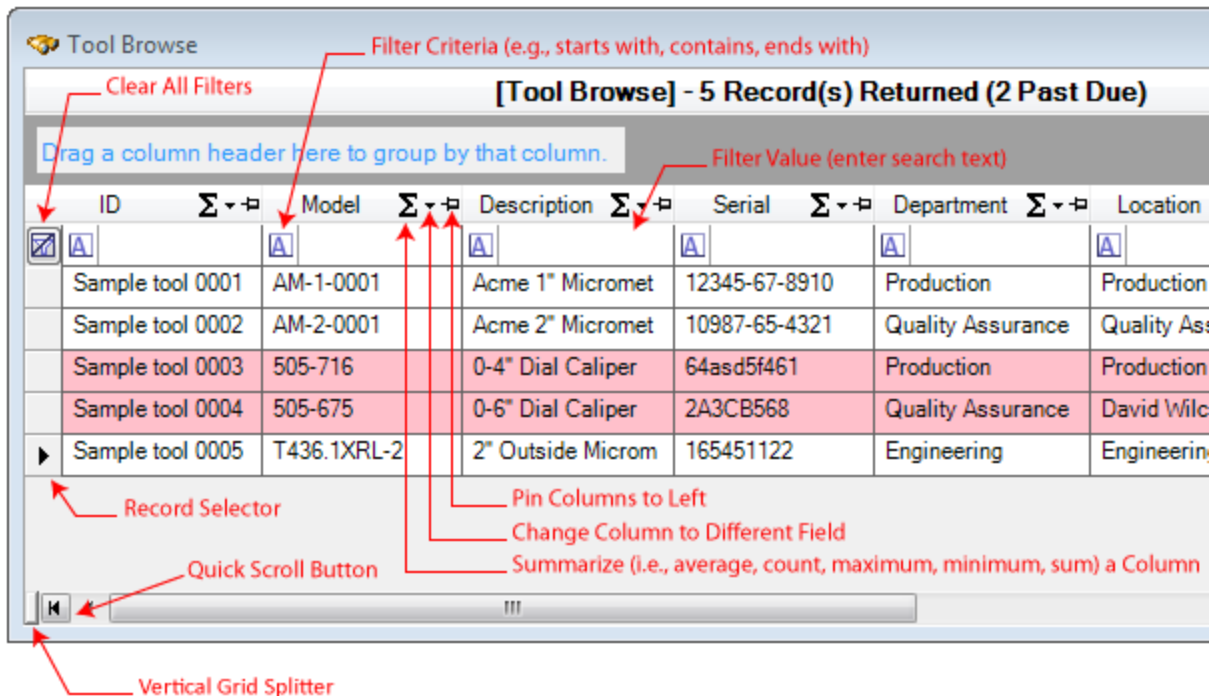 Tool Browse
Filter Criteria (e.g., starts with, contains, ends with)
Clear All Filters
[Tool Browse] - 5 Record(s) Returned (2 Past Due)
Drag a column header here to group by that column.
Filter Value (enter search text)
ID Σ Model Σ Description Σ Serial Σ Department Σ Location
A A A A A A
Sample tool 0001 AM-1-0001 Acme 1" Micromet 12345-67-8910 Production Production
Sample tool 0002 AM-2-0001 Acme 2" Micromet 10987-65-4321 Quality Assurance Quality Ass
Sample tool 0003 505-716 0-4" Dial Caliper 64asd5f461 Production Production
Sample tool 0004 505-675 0-6" Dial Caliper 2A3CB568 Quality Assurance David Wilc
Sample tool 0005 T436.1XRL-2 2" Outside Microm 165451122 Engineering Engineering
Pin Columns to Left
Record Selector
Change Column to Different Field
Summarize (i.e., average, count, maximum, minimum, sum) a Column
Quick Scroll Button
Vertical Grid Splitter